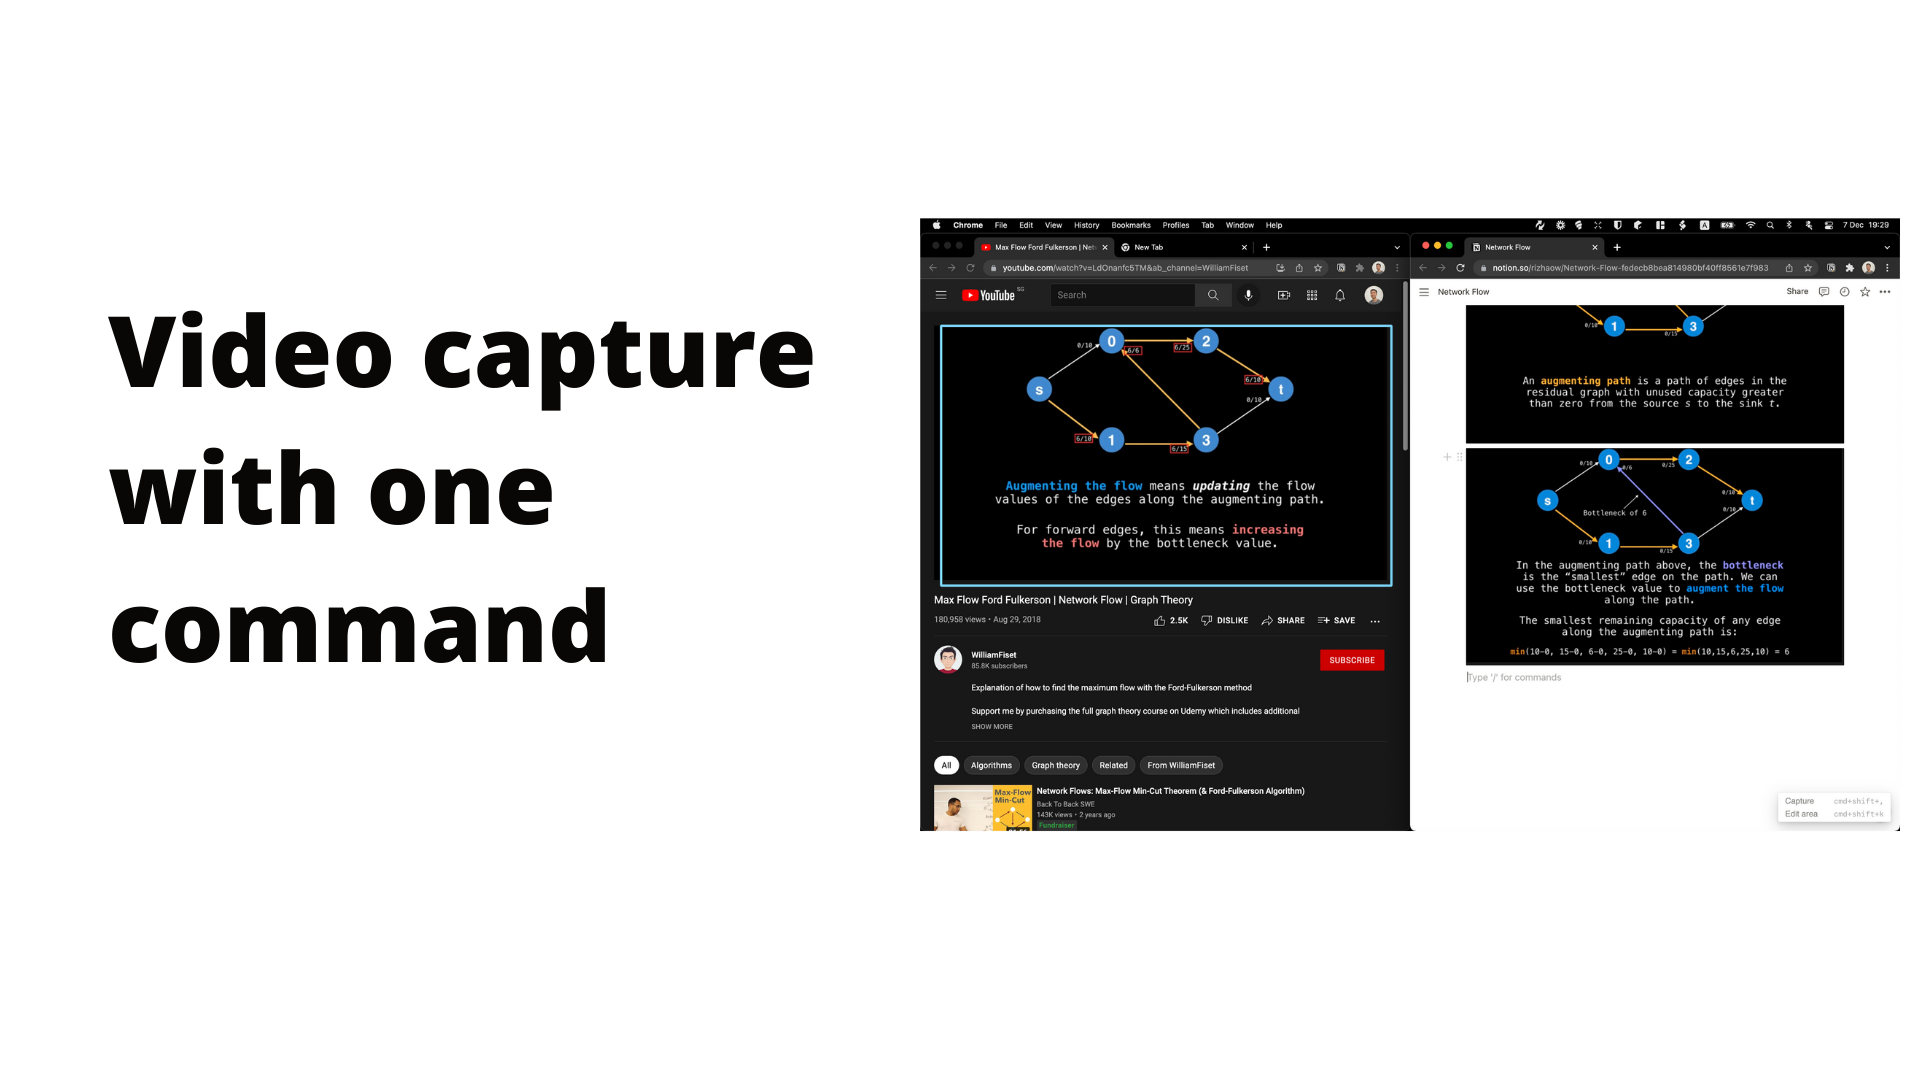 Video capture
with one
command
Chrome File Edit View History Bookmarks Profiles Tab Window Help
7 Dec 19:29
Max Flow Ford Fulkerson | Net
New Tab
youtube.com/watch?v=LdOnanfc5TM&ab_channel=WilliamFiset
YouTube SG
Search
0/10
0
6/6
6/25
2
s
6/10
t
0/10
6/10
1
6/15
3
Augmenting the flow means updating the flow
values of the edges along the augmenting path.
For forward edges, this means increasing
the flow by the bottleneck value.
Max Flow Ford Fulkerson | Network Flow | Graph Theory
180,958 views • Aug 29, 2018
2.5K DISLIKE SHARE SAVE
WilliamFiset
85.8K subscribers
SUBSCRIBE
Explanation of how to find the maximum flow with the Ford-Fulkerson method
Support me by purchasing the full graph theory course on Udemy which includes additional
SHOW MORE
All Algorithms Graph theory Related From WilliamFiset
Max-Flow
Min-Cut
Network Flows: Max-Flow Min-Cut Theorem (& Ford-Fulkerson Algorithm)
Back To Back SWE
143K views • 2 years ago
Fundraiser
Network Flow
notion.so/rizhaow/Network-Flow-fedecb8bea814980bf40ff8561e7f983
Network Flow
Share
0/10
1
0/15
3
An augmenting path is a path of edges in the
residual graph with unused capacity greater
than zero from the source s to the sink t.
0/10
0
0/6
0/25
2
s
Bottleneck of 6
0/10
t
0/10
0/10
1
0/15
3
In the augmenting path above, the bottleneck
is the “smallest” edge on the path. We can
use the bottleneck value to augment the flow
along the path.
The smallest remaining capacity of any edge
along the augmenting path is:
min(10-0, 15-0, 6-0, 25-0, 10-0) = min(10,15,6,25,10) = 6
Type '/' for commands
Capture cmd+shift+,
Edit area cmd+shift+k